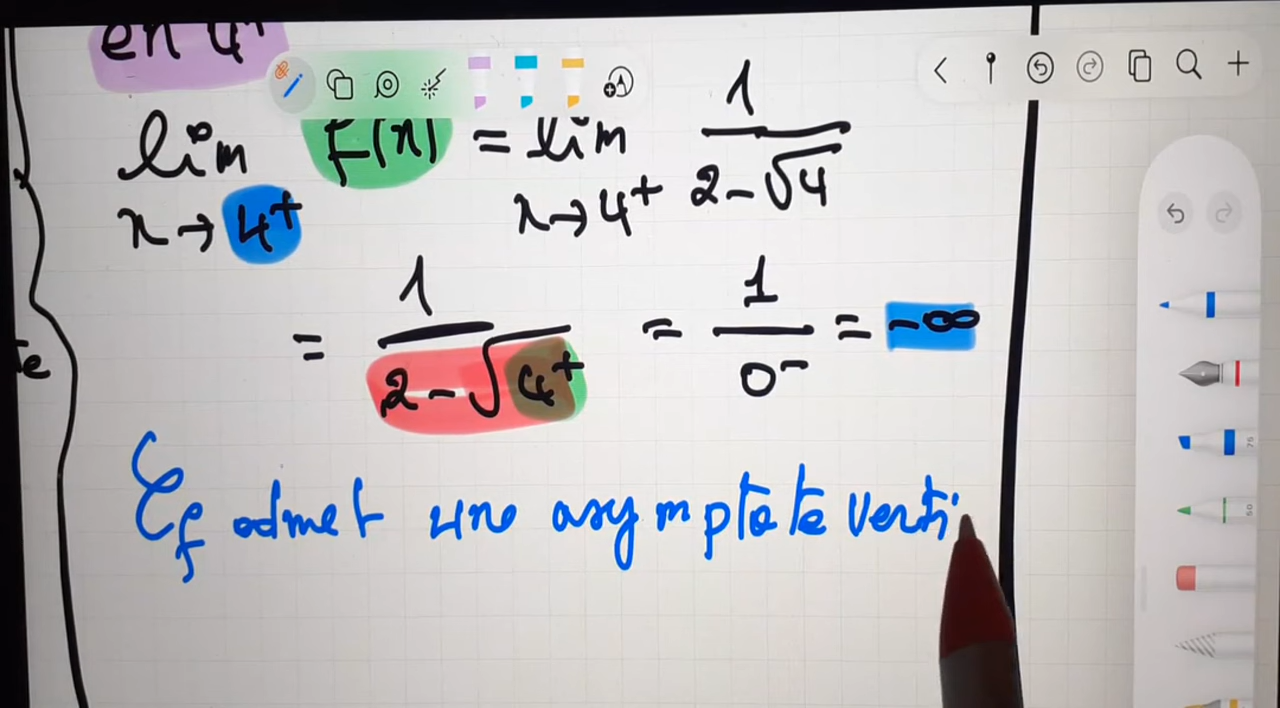 en 4⁺
lim f(x) = lim 1/(2-√4)
x→4⁺ x→4⁺
= 1/(2-√4⁺) = 1/0⁻ = -∞
te
Cf admet une asymptote verti